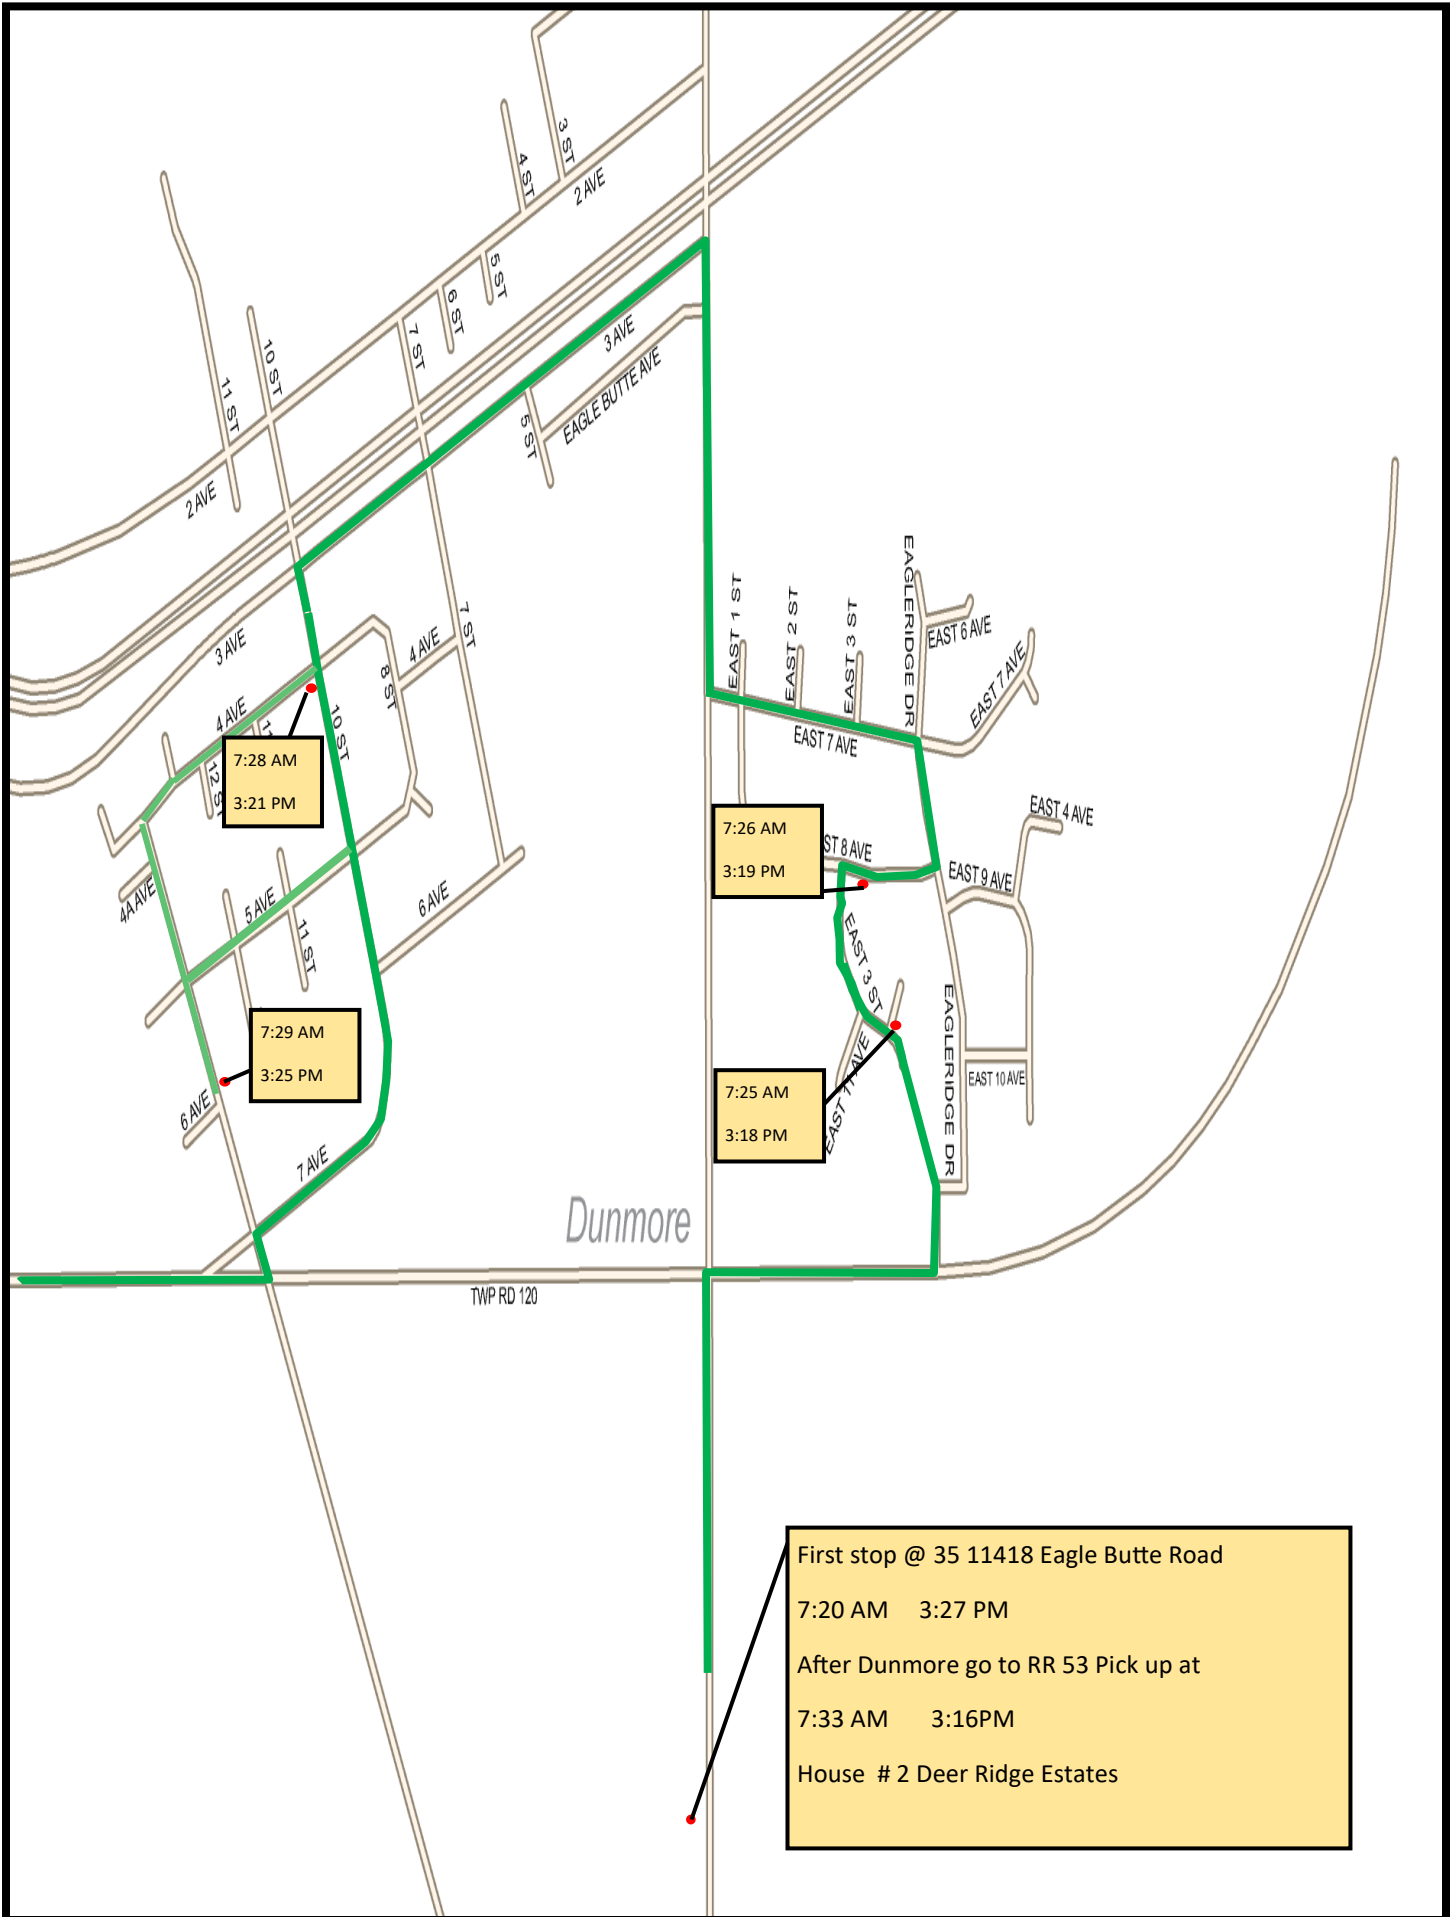 3 ST
4 ST
2 AVE
5 ST
6 ST
7 ST
10 ST
11 ST
3 AVE
EAGLE BUTTE AVE
5 ST
2 AVE
EAGLERIDGE DR
EAST 1 ST
EAST 2 ST
EAST 3 ST
EAST 6 AVE
EAST 7 AVE
7 ST
4 AVE
3 AVE
8 ST
4 AVE
11
10 ST
EAST 7 AVE
12 ST
7:28 AM
3:21 PM
EAST 4 AVE
7:26 AM
3:19 PM
ST 8 AVE
EAST 9 AVE
4A AVE
5 AVE
6 AVE
11 ST
EAST 3 ST
7:29 AM
3:25 PM
EAGLERIDGE DR
EAST 10 AVE
EAST 17 AVE
7:25 AM
3:18 PM
6 AVE
7 AVE
Dunmore
TWP RD 120
First stop @ 35 11418 Eagle Butte Road
7:20 AM 3:27 PM
After Dunmore go to RR 53 Pick up at
7:33 AM 3:16PM
House # 2 Deer Ridge Estates